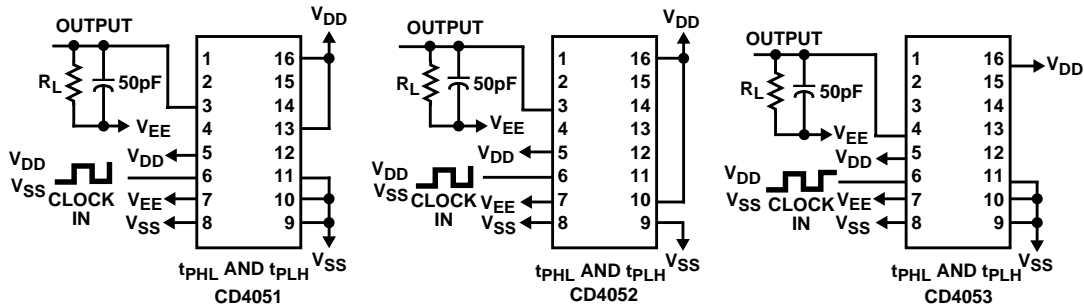 OUTPUT
V_DD
R_L
50pF
V_EE
V_DD
V_DD
V_SS
CLOCK
IN
V_EE
V_SS
1
2
3
4
5
6
7
8
16
15
14
13
12
11
10
9
V_SS
t_PHL AND t_PLH
CD4051
OUTPUT
V_DD
R_L
50pF
V_EE
V_DD
V_DD
V_SS
CLOCK
IN
V_EE
V_SS
1
2
3
4
5
6
7
8
16
15
14
13
12
11
10
9
V_SS
t_PHL AND t_PLH
CD4052
OUTPUT
V_DD
R_L
50pF
V_EE
V_DD
V_DD
V_SS
CLOCK
IN
V_EE
V_SS
1
2
3
4
5
6
7
8
16
15
14
13
12
11
10
9
V_SS
t_PHL AND t_PLH
CD4053